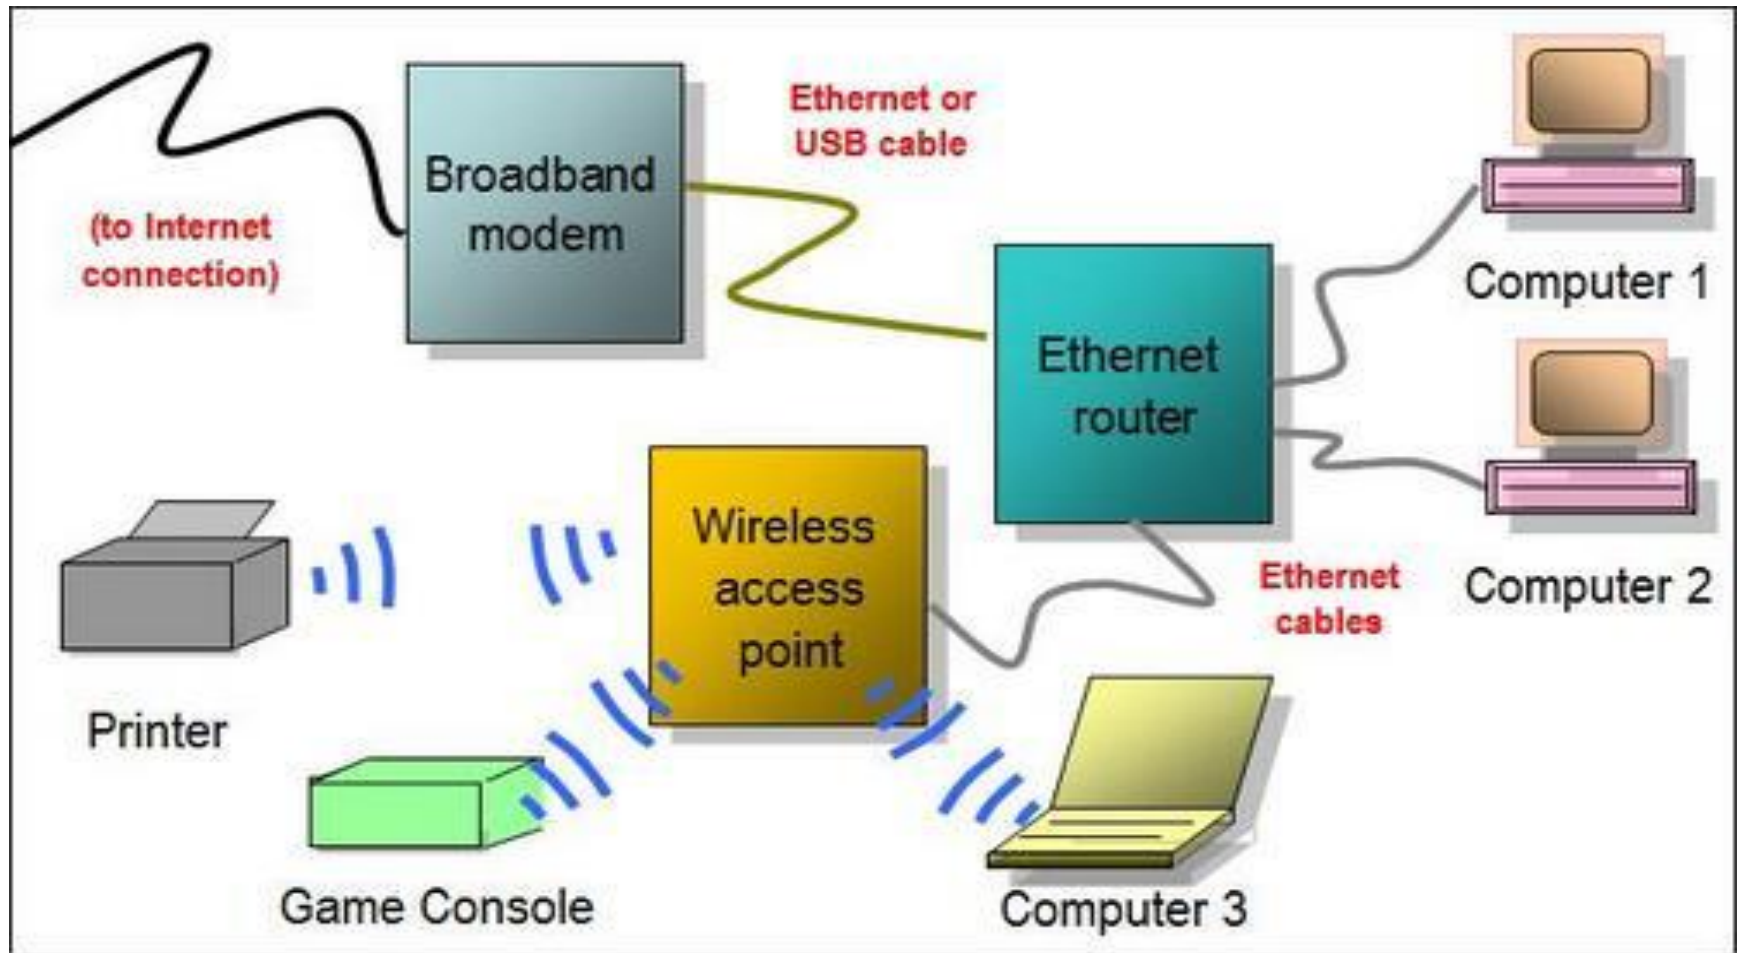 Broadband
modem
Ethernet or
USB cable
(to Internet
connection)
Computer 1
Ethernet
router
Computer 2
Wireless
access
point
Ethernet
cables
Printer
Game Console
Computer 3